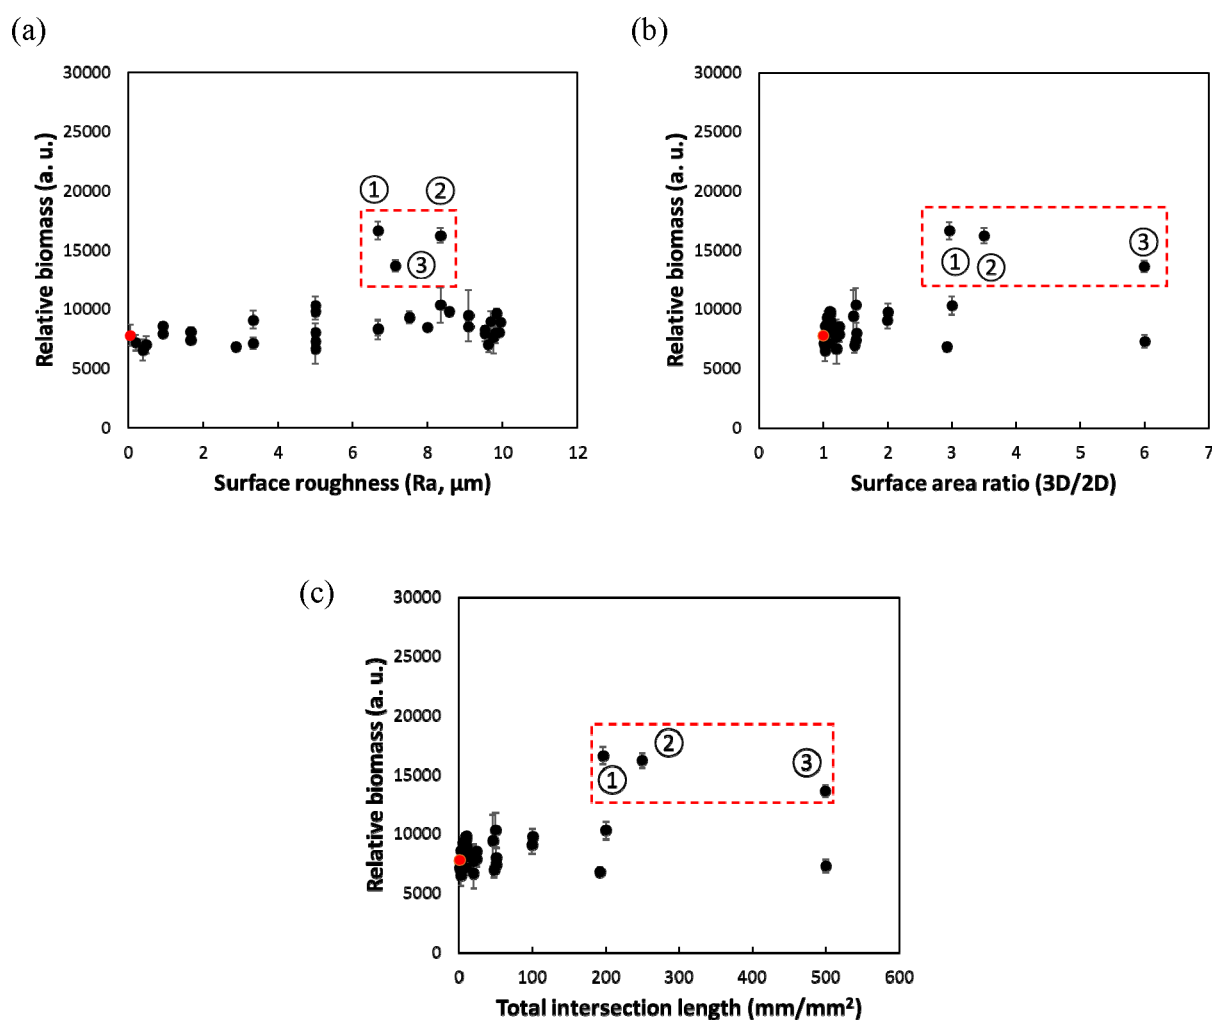 (a)
30000
25000
20000
15000
10000
5000
0
Relative biomass (a. u.)
① ②
③
0 2 4 6 8 10 12
Surface roughness (Ra, μm)
(b)
30000
25000
20000
15000
10000
5000
0
Relative biomass (a. u.)
① ② ③
0 1 2 3 4 5 6 7
Surface area ratio (3D/2D)
(c)
30000
25000
20000
15000
10000
5000
0
Relative biomass (a. u.)
① ② ③
0 100 200 300 400 500 600
Total intersection length (mm/mm²)